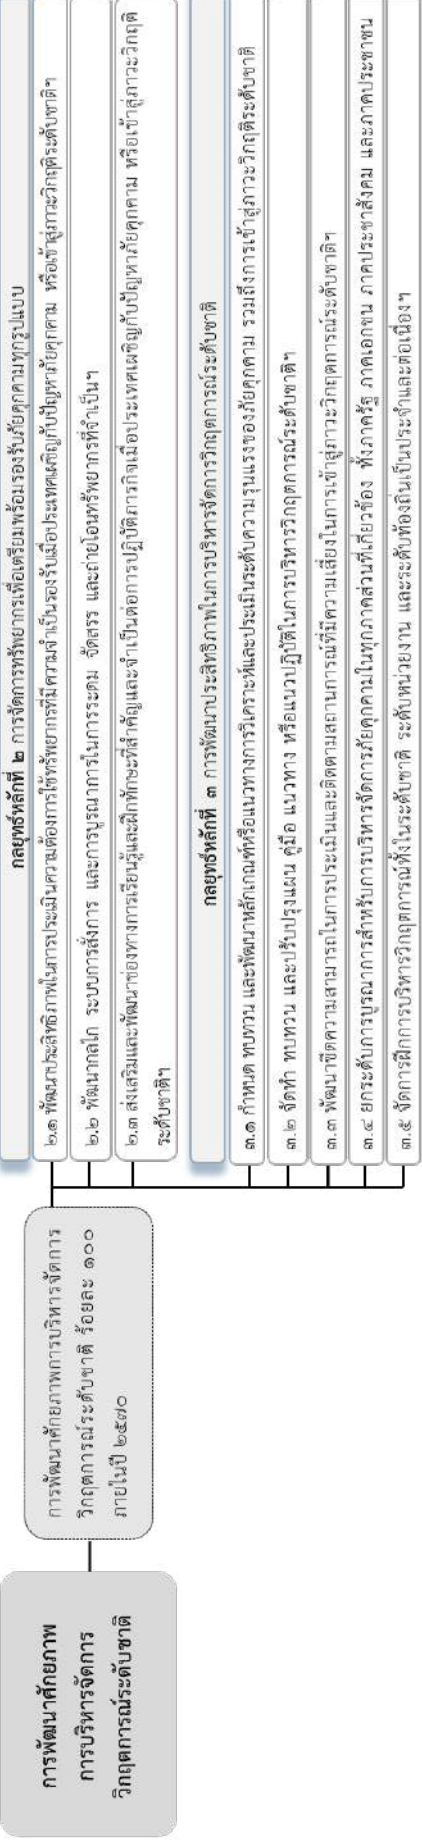 การพัฒนาศักยภาพ
การบริหารจัดการ
วิกฤตการณ์ระดับชาติ
การพัฒนาศักยภาพการบริหารจัดการ
วิกฤตการณ์ระดับชาติ ร้อยละ ๑๐๐
ภายในปี ๒๕๗๐
กลยุทธ์หลักที่ ๒ การจัดการทรัพยากรเพื่อเตรียมพร้อมรองรับภัยคุกคามทุกรูปแบบ
๒.๑ พัฒนาประสิทธิภาพในการประเมินความต้องการใช้ทรัพยากรที่มีความจำเป็นรองรับเมื่อประเทศเผชิญกับปัญหาภัยคุกคาม หรือเข้าสู่ภาวะวิกฤติระดับชาติฯ
๒.๒ พัฒนากลไก ระบบการสั่งการ และการบูรณาการในการระดม จัดสรร และถ่ายโอนทรัพยากรที่จำเป็นฯ
๒.๓ ส่งเสริมและพัฒนาช่องทางการเรียนรู้และฝึกทักษะที่สำคัญและจำเป็นต่อการปฏิบัติภารกิจเมื่อประเทศเผชิญกับปัญหาภัยคุกคาม หรือเข้าสู่ภาวะวิกฤติ
ระดับชาติฯ
กลยุทธ์หลักที่ ๓ การพัฒนาประสิทธิภาพในการบริหารจัดการวิกฤตการณ์ระดับชาติ
๓.๑ กำหนด ทบทวน และพัฒนาหลักเกณฑ์หรือแนวทางการวิเคราะห์และประเมินระดับความรุนแรงของภัยคุกคาม รวมถึงการเข้าสู่ภาวะวิกฤติระดับชาติ
๓.๒ จัดทำ ทบทวน และปรับปรุงแผน คู่มือ แนวทาง หรือแนวปฏิบัติในการบริหารวิกฤตการณ์ระดับชาติฯ
๓.๓ พัฒนาขีดความสามารถในการประเมินและติดตามสถานการณ์ที่มีความเสี่ยงในการเข้าสู่ภาวะวิกฤตการณ์ระดับชาติฯ
๓.๔ ยกระดับการบูรณาการสำหรับการบริหารจัดการภัยคุกคามในทุกภาคส่วนที่เกี่ยวข้อง ทั้งภาครัฐ ภาคเอกชน ภาคประชาสังคม และภาคประชาชน
๓.๕ จัดการฝึกการบริหารวิกฤตการณ์ทั้งในระดับชาติ ระดับหน่วยงาน และระดับท้องถิ่นเป็นประจำและต่อเนื่องฯ